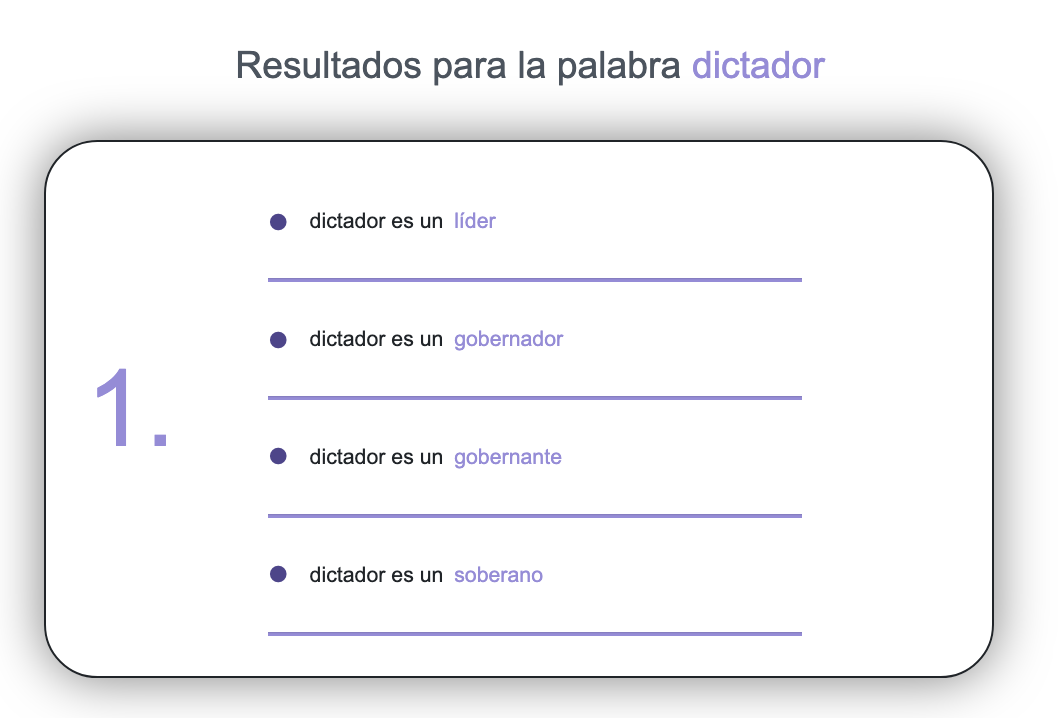 Resultados para la palabra dictador
1.
dictador es un líder
dictador es un gobernador
dictador es un gobernante
dictador es un soberano